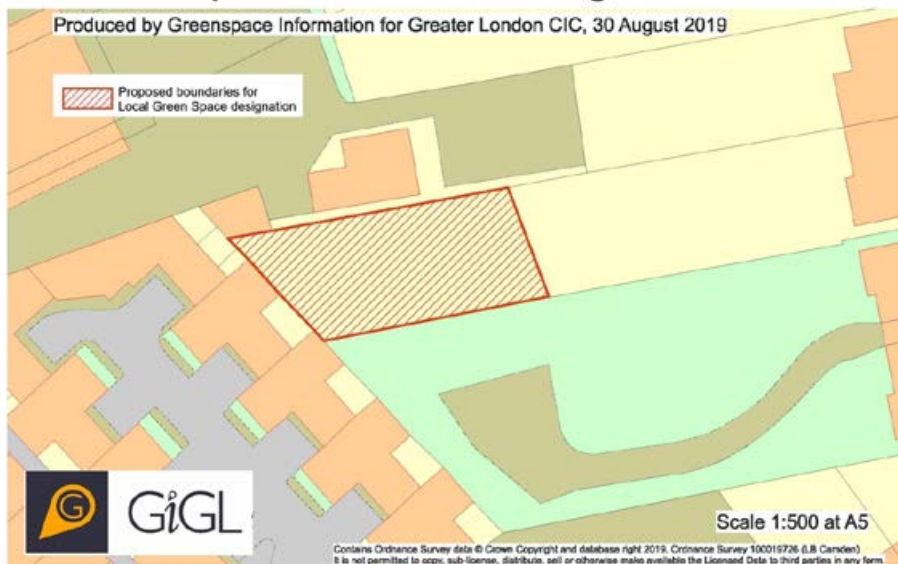 Produced by Greenspace Information for Greater London CIC, 30 August 2019
Proposed boundaries for
Local Green Space designation
G
GiGL
Scale 1:500 at A5
Contains Ordnance Survey data © Crown Copyright and database right 2019. Ordnance Survey 100019726 (LB Camden)
It is not permitted to copy, sub-license, distribute, sell or otherwise make available the Licensed Data to third parties in any form.